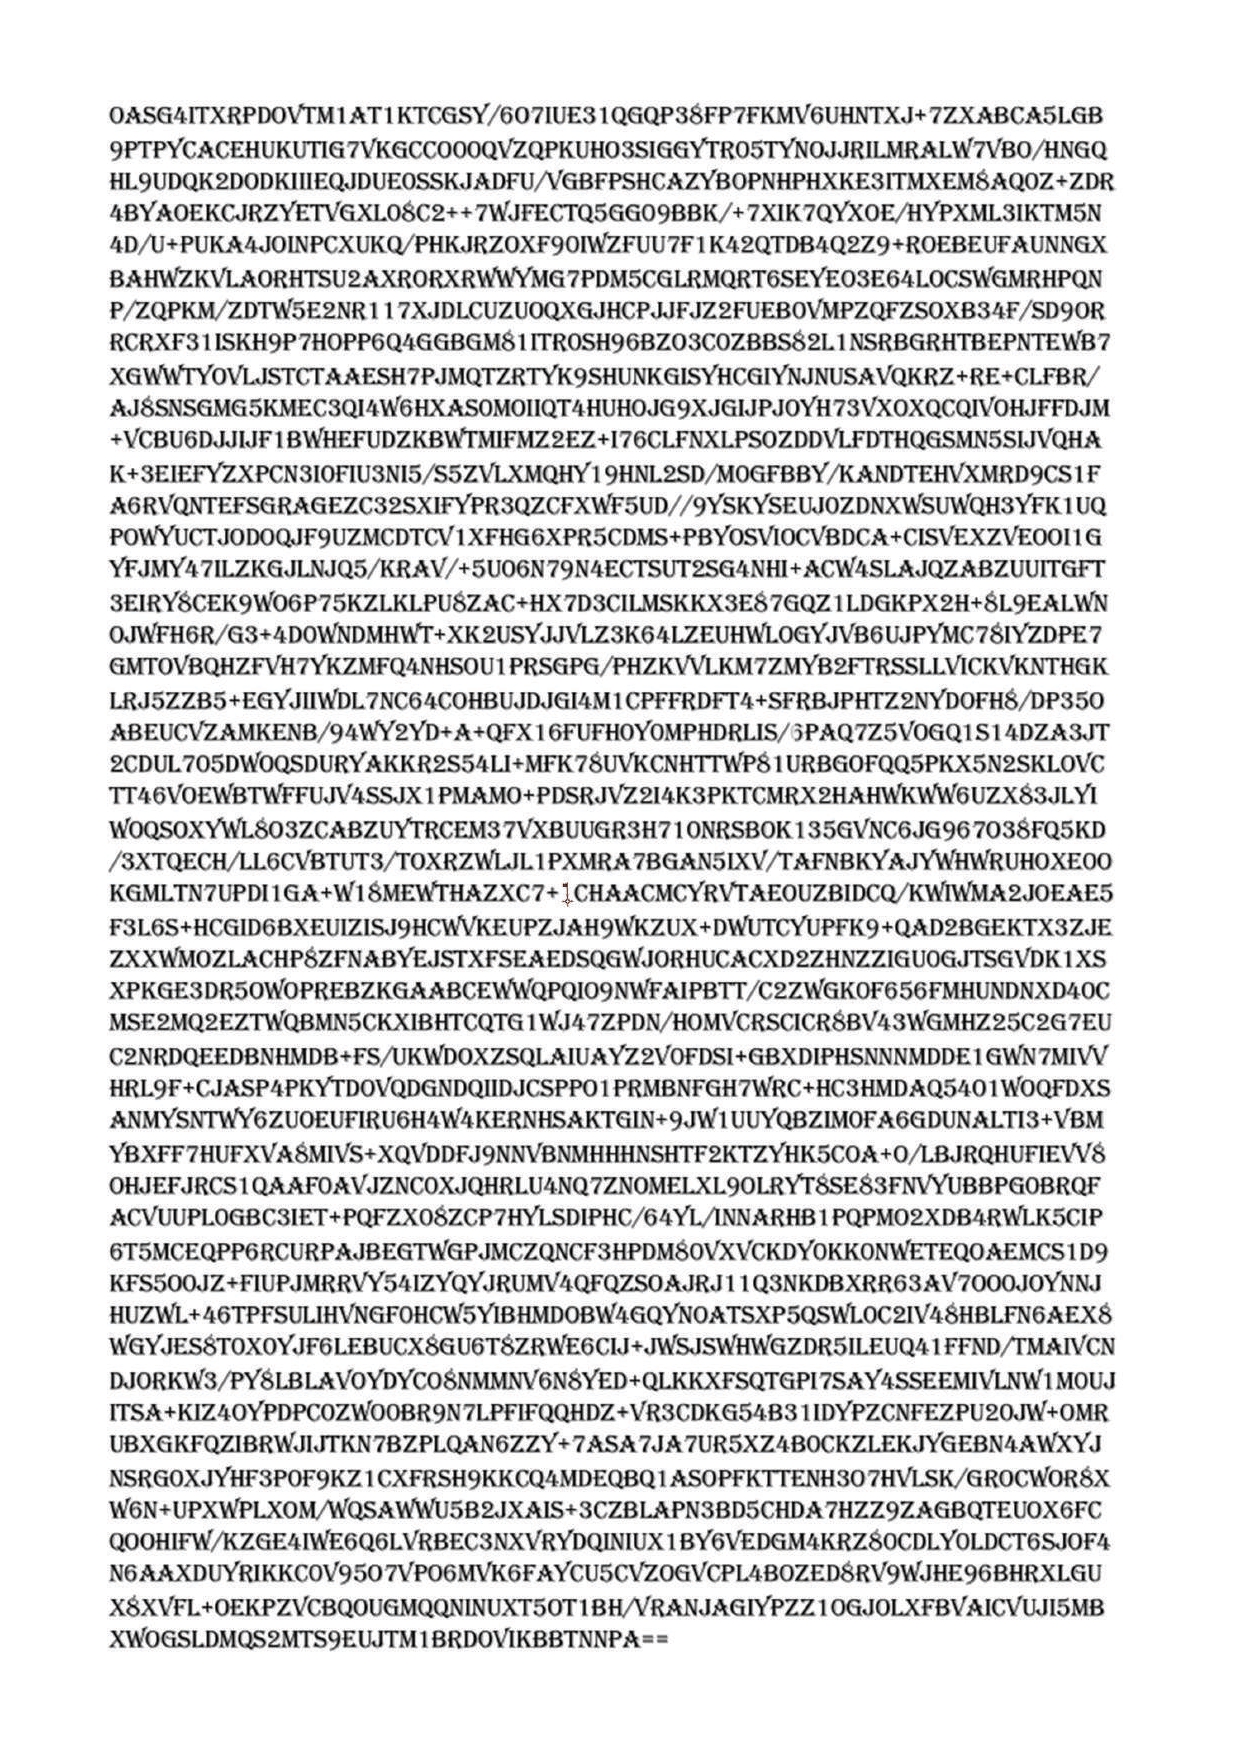 OASG4ITXRPDOVTM1AT1KTCGSY/6O7IUE31QGQP38FP7FKMV6UHNTXJ+7ZXABCA5LGB
9PTPYCACEHUKUTIG7VKGCCOOOQVZQPKUHO3SIGGYTRO5TYNOJJRILMRALW7VBO/HNGQ
HL9UDQK2DODKIIIEQJDUEOSSKJADFU/VGBFPSHCAZYBOPNHPHXKE3ITMXEM8AQOZ+ZDR
4BYAOEKCJRZYETVGXLO8C2++7WJFECTQ5GGO9BBK/+7XIK7QYXOE/HYPXML3IKTM5N
4D/U+PUKA4JOINPCXUKQ/PHKJRZOXF9OIWZFUU7F1K42QTDB4Q2Z9+ROEBEUFAUNNGX
BAHWZKVLAORHTSU2AXRORXRWWYMG7PDM5CGLRMQRT6SEYEO3E64LOCSWGMRHPQN
P/ZQPKM/ZDTW5E2NR117XJDLCUZUOQXGJHCPJJFJZ2FUEBOVMPZQFZSOXB34F/SD9OR
RCRXF31ISKH9P7HOPP6Q4GGBGM81ITROSH96BZO3COZBBS82L1NSRBGRHTBEPNTEWB7
XGWWTYOVLJSTCTAAESH7PJMQTZRTYK9SHUNKGISYHCGIYNJNUSAVQKRZ+RE+CLFBR/
AJ8SNSGMG5KMEC3QI4W6HXASOMOIIQT4HUHOJG9XJGIJPJOYH73VXOXQCQIVOHJFFDJM
+VCBU6DJJIJF1BWHEFUDZKBWTMIFMZ2EZ+I76CLFNXLPSOZDDVLFDTHQGSMN5SIJVQHA
K+3EIEFYZXPCN3IOFIU3NI5/S5ZVLXMQHY19HNL2SD/MOGFBBY/KANDTEHVXMRD9CS1F
A6RVQNTEFSGRAGEZC32SXIFYPR3QZCFXWF5UD//9YSKYSEUJOZDNXWSUWQH3YFK1UQ
POWYUCTJODOQJF9UZMCDTCV1XFHG6XPR5CDMS+PBYOSVIOCVBDCA+CISVEXZVEOOI1G
YFJMY47ILZKGJLNJQ5/KRAV/+5UO6N79N4ECTSUT2SG4NHI+ACW4SLAJQZABZUUITGFT
3EIRY8CEK9WO6P75KZLKLPU8ZAC+HX7D3CILMSKKX3E87GQZ1LDGKPX2H+8L9EALWN
OJWFH6R/G3+4DOWNDMHWT+XK2USYJJVLZ3K64LZEUHWLOGYJVB6UJPYMC78IYZDPE7
GMTOVBQHZFVH7YKZMFQ4NHSOU1PRSGPG/PHZKVVLKM7ZMYB2FTRSSLLVICKVKNTHGK
LRJ5ZZB5+EGYJIIWDL7NC64COHBUJDJGI4M1CPFFRDFT4+SFRBJPHTZ2NYDOFH8/DP35O
ABEUCVZAMKENB/94WY2YD+A+QFX16FUFHOYOMPHDRLIS/6PAQ7Z5VOGQ1S14DZA3JT
2CDUL7O5DWOQSDURYAKKR2S54LI+MFK78UVKCNHTTWP81URBGOFQQ5PKX5N2SKLOVC
TT46VOEWBTWFFUJV4SSJX1PMAMO+PDSRJVZ2I4K3PKTCMRX2HAHWKWW6UZX83JLYI
WOQSOXYWL8O3ZCABZUYTRCEM37VXBUUGR3H71ONRSBOK135GVNC6JG967O38FQ5KD
/3XTQECH/LL6CVBTUT3/TOXRZWLJL1PXMRA7BGAN5IXV/TAFNBKYAJYWHWRUHOXEOO
KGMLTN7UPDI1GA+W18MEWTHAZXC7+1CHAACMCYRVTAEOUZBIDCQ/KWIWMA2JOEAE5
F3L6S+HCGID6BXEUIZISJ9HCWVKEUPZJAH9WKZUX+DWUTCYUPFK9+QAD2BGEKTX3ZJE
ZXXWMOZLACHP8ZFNABYEJSTXFSEAEDSQGWJORHUCACXD2ZHNZZIGUOGJTSGVDK1XS
XPKGE3DR5OWOPREBZKGAABCEWWQPQIO9NWFAIPBTT/C2ZWGKOF656FMHUNDNXD4OC
MSE2MQ2EZTWQBMN5CKXIBHTCQTG1WJ47ZPDN/HOMVCRSCICR8BV43WGMHZ25C2G7EU
C2NRDQEEDBNHMDB+FS/UKWDOXZSQLAIUAYZ2VOFDSI+GBXDIPHSNNNMDDE1GWN7MIVV
HRL9F+CJASP4PKYTDOVQDGNDQIIDJCSPPO1PRMBNFGH7WRC+HC3HMDAQ54O1WOQFDXS
ANMYSNTWY6ZUOEUFIRU6H4W4KERNHSAKTGIN+9JW1UUYQBZIMOFA6GDUNALTI3+VBM
YBXFF7HUFXVA8MIVS+XQVDDFJ9NNVBNMHHHNSHTF2KTZYHK5COA+O/LBJRQHUFIEVV8
OHJEFJRCS1QAAFOAVJZNCOXJQHRLU4NQ7ZNOMELXL9OLRYT8SE83FNVYUBBPGOBRQF
ACVUUPLOGBC3IET+PQFZXO8ZCP7HYLSDIPHC/64YL/INNARHB1PQPMO2XDB4RWLK5CIP
6T5MCEQPP6RCURPAJBEGTWGPJMCZQNCF3HPDM8OVXVCKDYOKKONWETEQOAEMCS1D9
KFS5OOJZ+FIUPJMRRVY54IZYQYJRUMV4QFQZSOAJRJ11Q3NKDBXRR63AV7OOOJOYNNJ
HUZWL+46TPFSULIHVNGFOHCW5YIBHMDOBW4GQYNOATSXP5QSWLOC2IV48HBLFN6AEX8
WGYJES8TOXOYJF6LEBUCX8GU6T8ZRWE6CIJ+JWSJSWHWGZDR5ILEUQ41FFND/TMAIVCN
DJORKW3/PY8LBLAVOYDYCO8NMMNV6N8YED+QLKKXFSQTGPI7SAY4SSEEMIVLNW1MOUJ
ITSA+KIZ4OYPDPCOZWOOBR9N7LPFIFQQHDZ+VR3CDKG54B31IDYPZCNFEZPU2OJW+OMR
UBXGKFQZIBRWJIJTKN7BZPLQAN6ZZY+7ASA7JA7UR5XZ4BOCKZLEKJYGEBN4AWXYJ
NSRGOXJYHF3POF9KZ1CXFRSH9KKCQ4MDEQBQ1ASOPFKTTENH3O7HVLSK/GROCWOR8X
W6N+UPXWPLXOM/WQSAWWU5B2JXAIS+3CZBLAPN3BD5CHDA7HZZ9ZAGBQTEUOX6FC
QOOHIFW/KZGE4IWE6Q6LVRBEC3NXVRYDQINIUX1BY6VEDGM4KRZ8OCDLYOLDCT6SJOF4
N6AAXDUYRIKKCOV95O7VPO6MVK6FAYCU5CVZOGVCPL4BOZED8RV9WJHE96BHRXLGU
X8XVFL+OEKPZVCBQOUGMQQNINUXT5OT1BH/VRANJAGIYPZZ1OGJOLXFBVAICVUJI5MB
XWOGSLDMQS2MTS9EUJTM1BRDOVIKBBTNNPA==